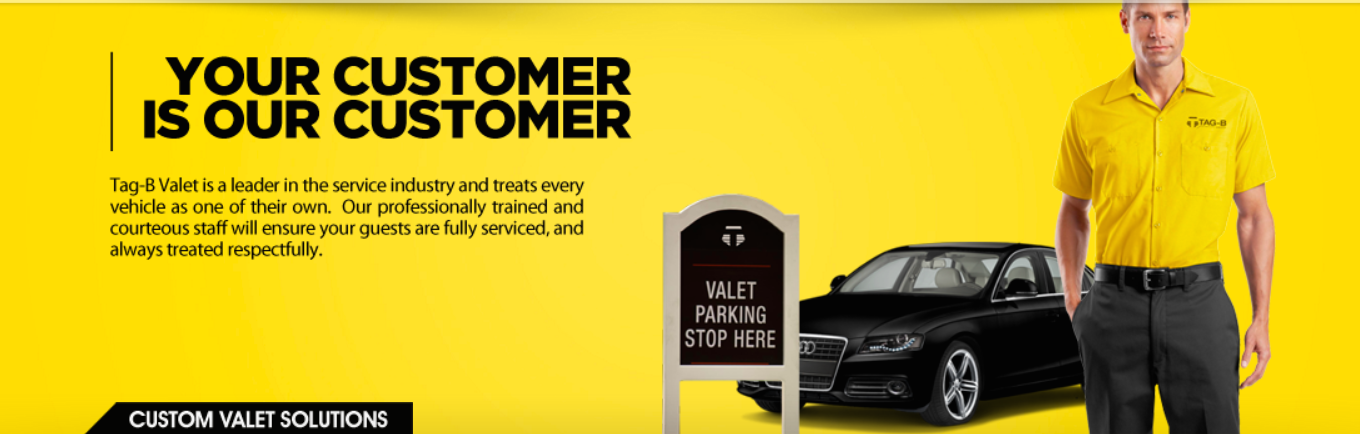 YOUR CUSTOMER
IS OUR CUSTOMER
Tag-B Valet is a leader in the service industry and treats every
vehicle as one of their own. Our professionally trained and
courteous staff will ensure your guests are fully serviced, and
always treated respectfully.
TAG-B
VALET
PARKING
STOP HERE
CUSTOM VALET SOLUTIONS